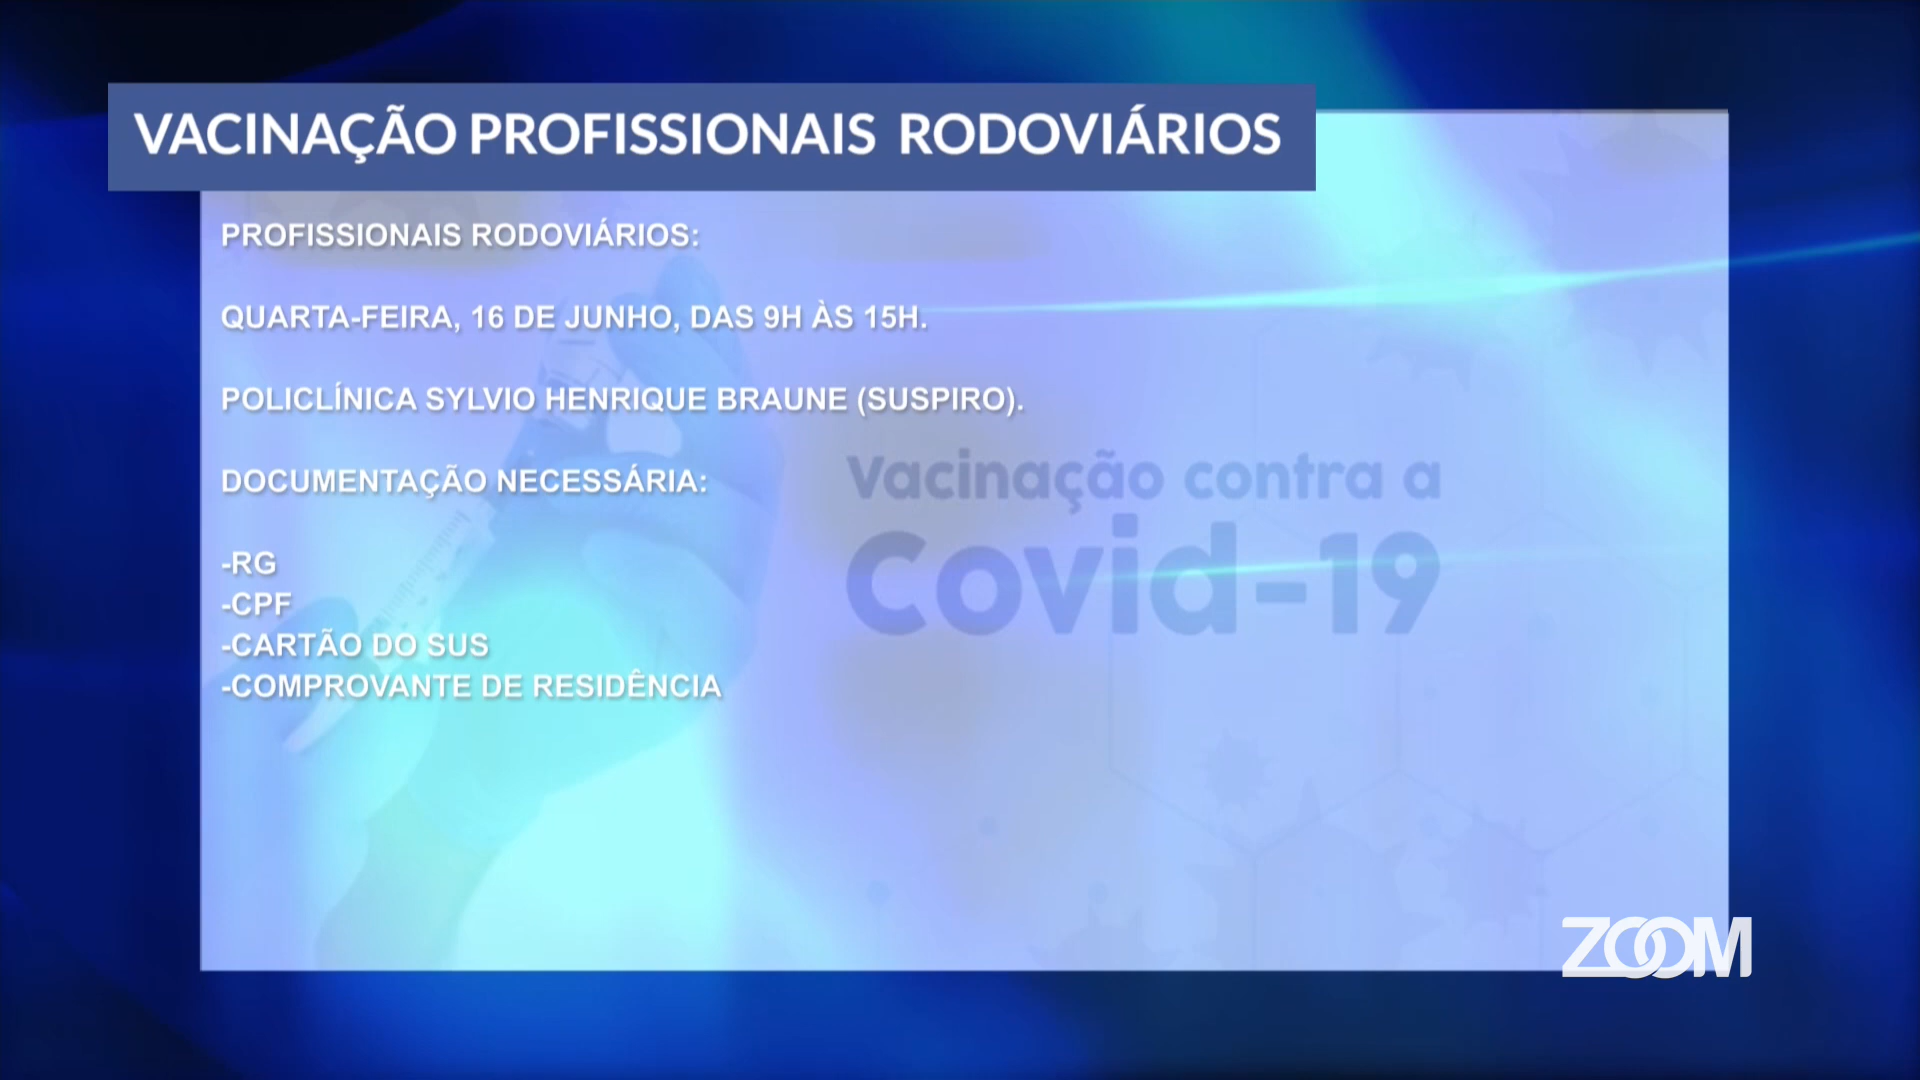 VACINAÇÃO PROFISSIONAIS RODOVIÁRIOS
PROFISSIONAIS RODOVIÁRIOS:
QUARTA-FEIRA, 16 DE JUNHO, DAS 9H ÀS 15H.
POLICLÍNICA SYLVIO HENRIQUE BRAUNE (SUSPIRO).
DOCUMENTAÇÃO NECESSÁRIA:
-RG
-CPF
-CARTÃO DO SUS
-COMPROVANTE DE RESIDÊNCIA
Vacinação contra a
Covid-19
ZOOM